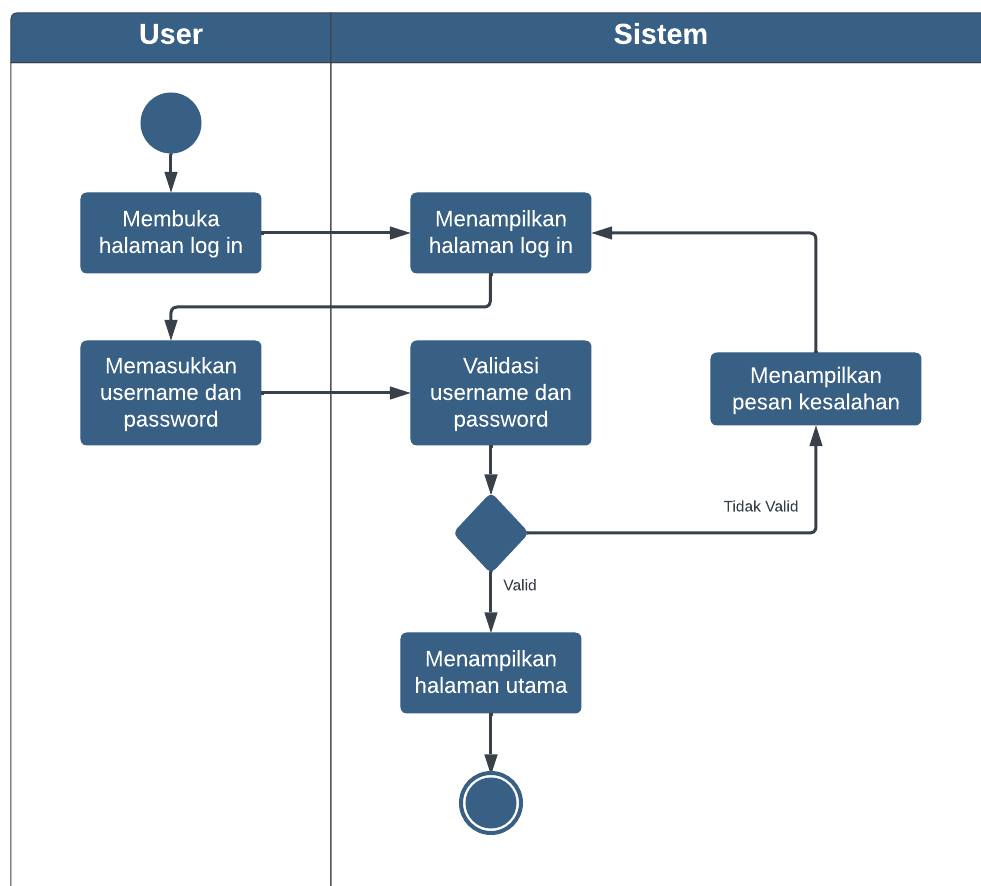 User
Sistem
Membuka
halaman log in
Menampilkan
halaman log in
Memasukkan
username dan
password
Validasi
username dan
password
Menampilkan
pesan kesalahan
Tidak Valid
Valid
Menampilkan
halaman utama